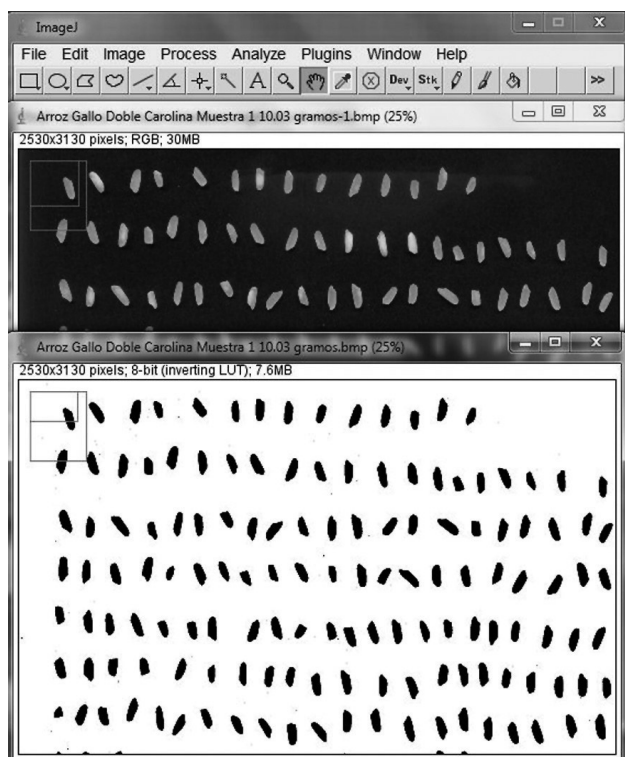 ImageJ
File Edit Image Process Analyze Plugins Window Help
A Dev Stk >>
Arroz Gallo Doble Carolina Muestra 1 10.03 gramos-1.bmp (25%)
2530x3130 pixels; RGB; 30MB
Arroz Gallo Doble Carolina Muestra 1 10.03 gramos.bmp (25%)
2530x3130 pixels; 8-bit (inverting LUT); 7.6MB